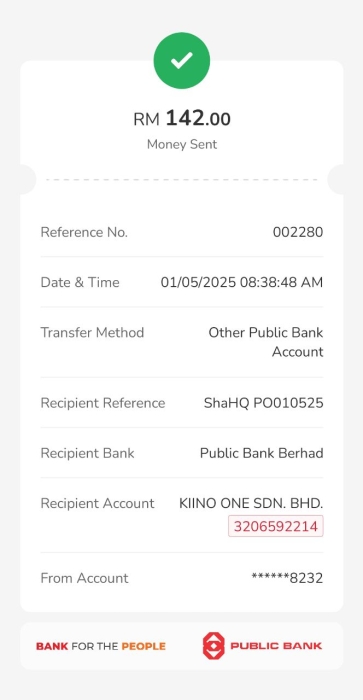 RM 142.00
Money Sent
Reference No. 002280
Date & Time 01/05/2025 08:38:48 AM
Transfer Method Other Public Bank
Account
Recipient Reference ShaHQ PO010525
Recipient Bank Public Bank Berhad
Recipient Account KIINO ONE SDN. BHD.
3206592214
From Account ******8232
BANK FOR THE PEOPLE PUBLIC BANK